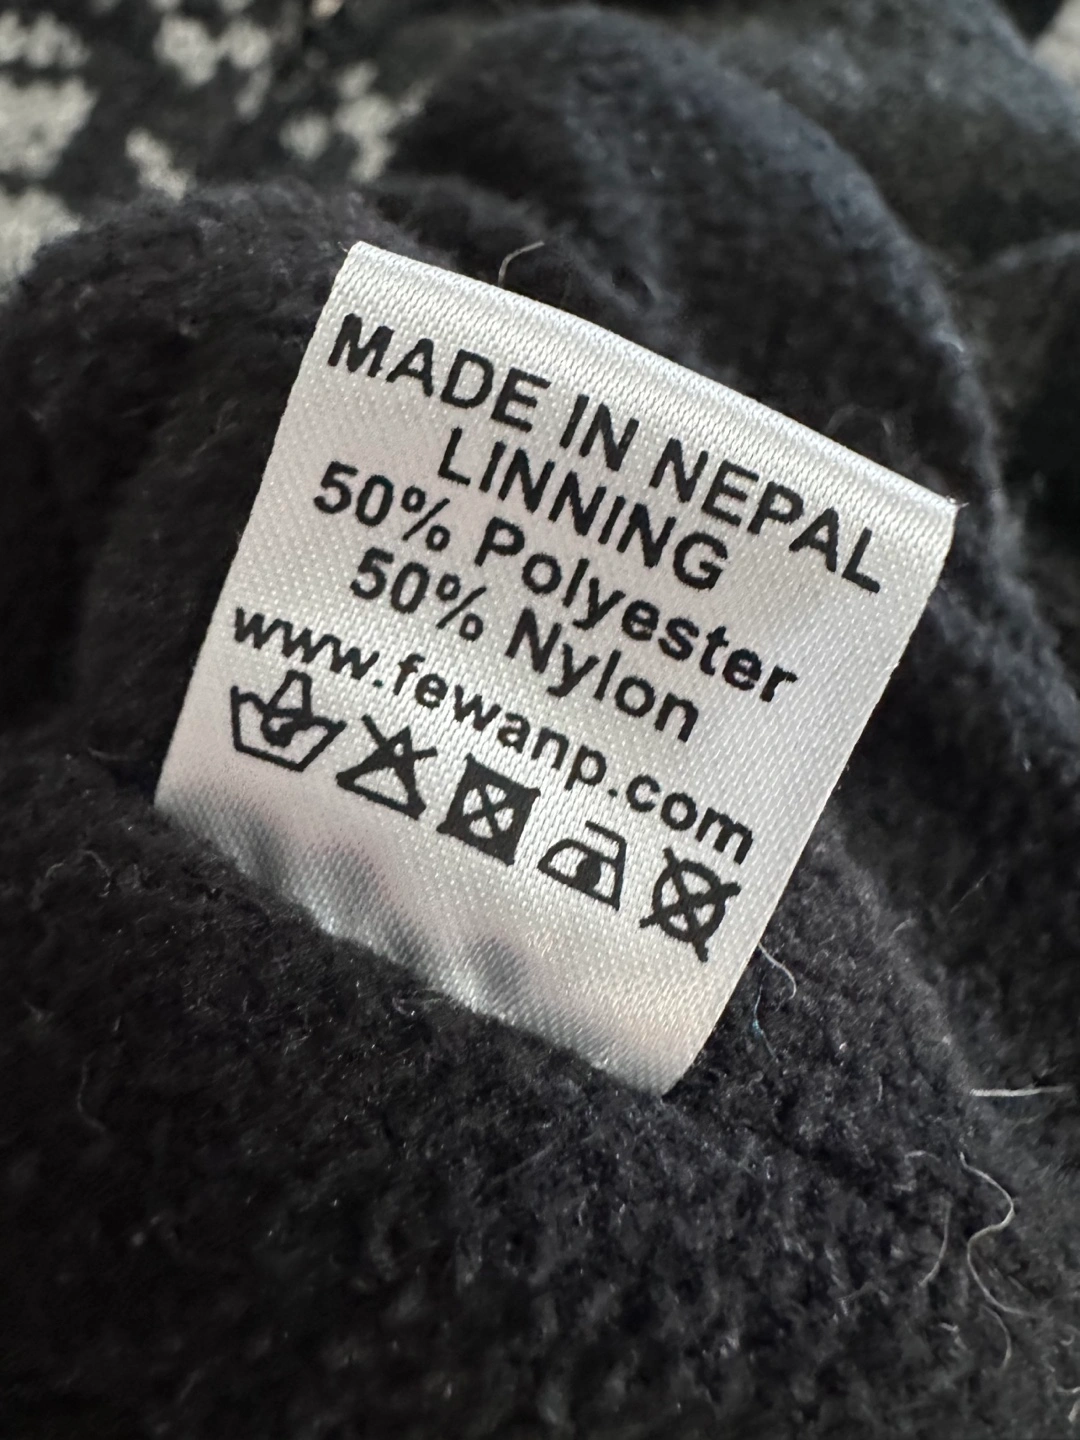 MADE IN NEPAL
LINNING
50% Polyester
50% Nylon
www.fewanp.com